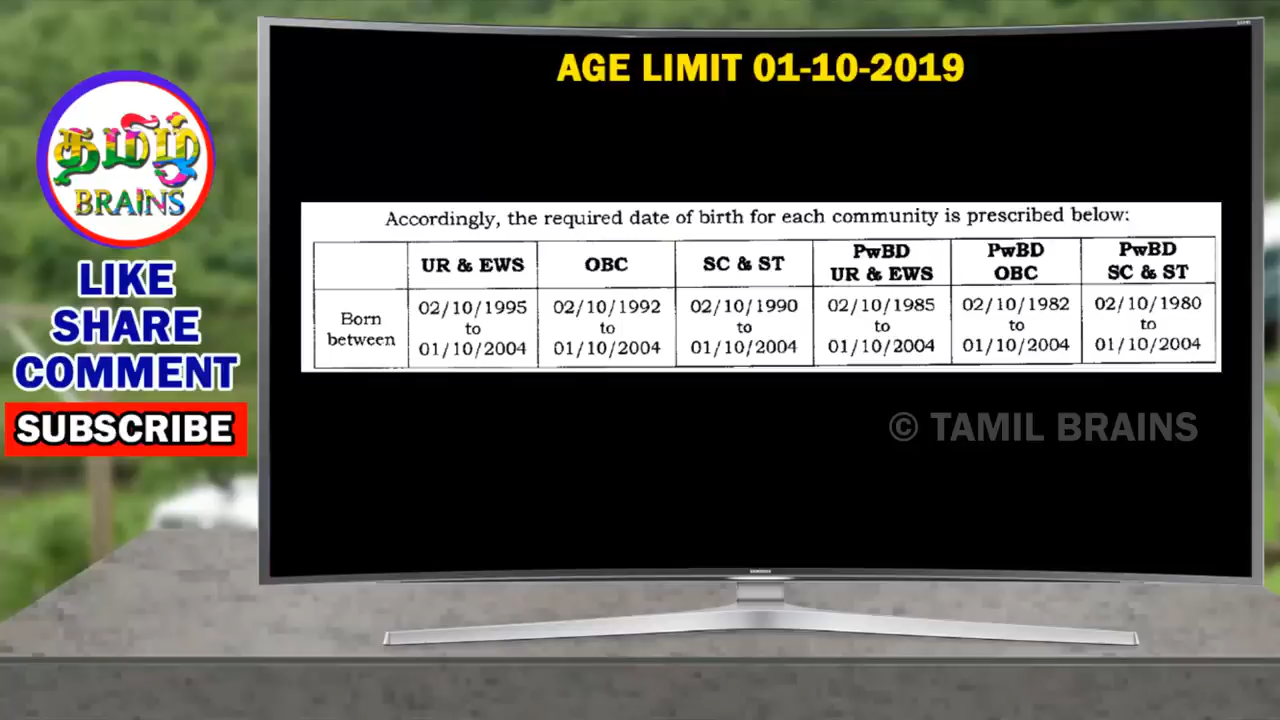 AGE LIMIT 01-10-2019
தமிழ்
BRAINS
LIKE
SHARE
COMMENT
SUBSCRIBE
Accordingly, the required date of birth for each community is prescribed below:
UR & EWS OBC SC & ST PwBD UR & EWS PwBD OBC PwBD SC & ST
Born between 02/10/1995 to 01/10/2004 02/10/1992 to 01/10/2004 02/10/1990 to 01/10/2004 02/10/1985 to 01/10/2004 02/10/1982 to 01/10/2004 02/10/1980 to 01/10/2004
© TAMIL BRAINS